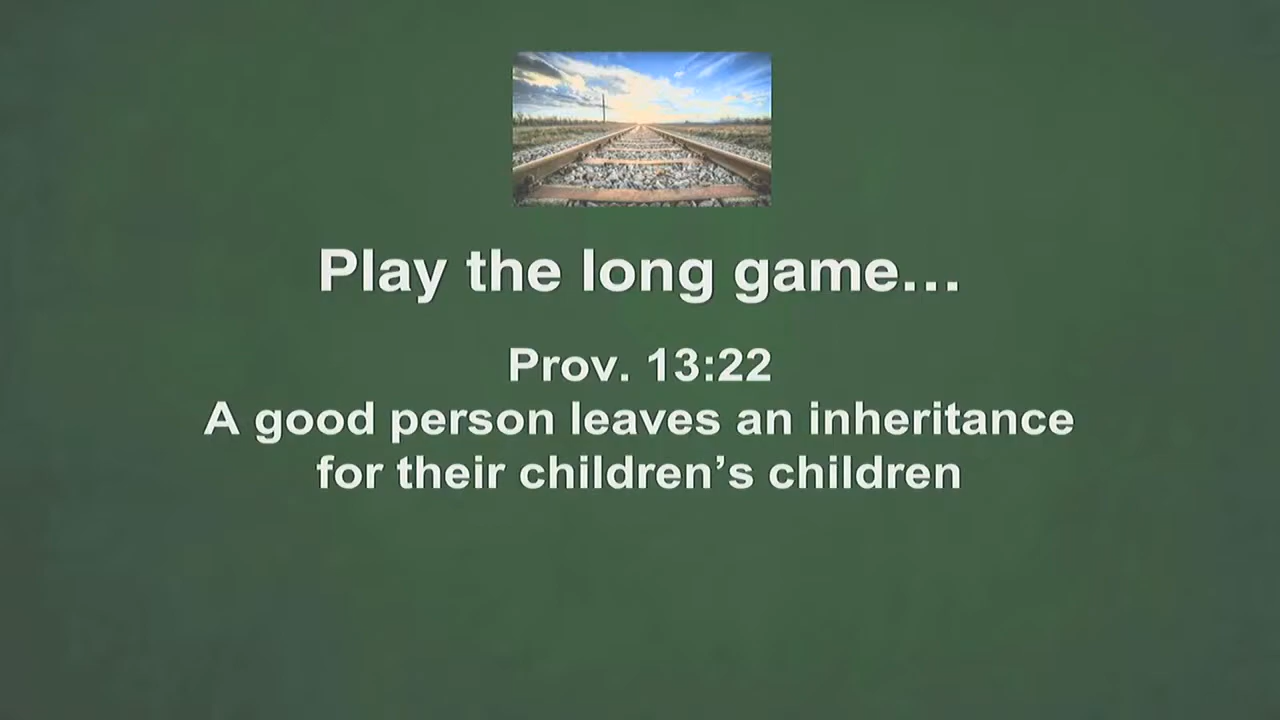 Play the long game…
Prov. 13:22
A good person leaves an inheritance
for their children’s children